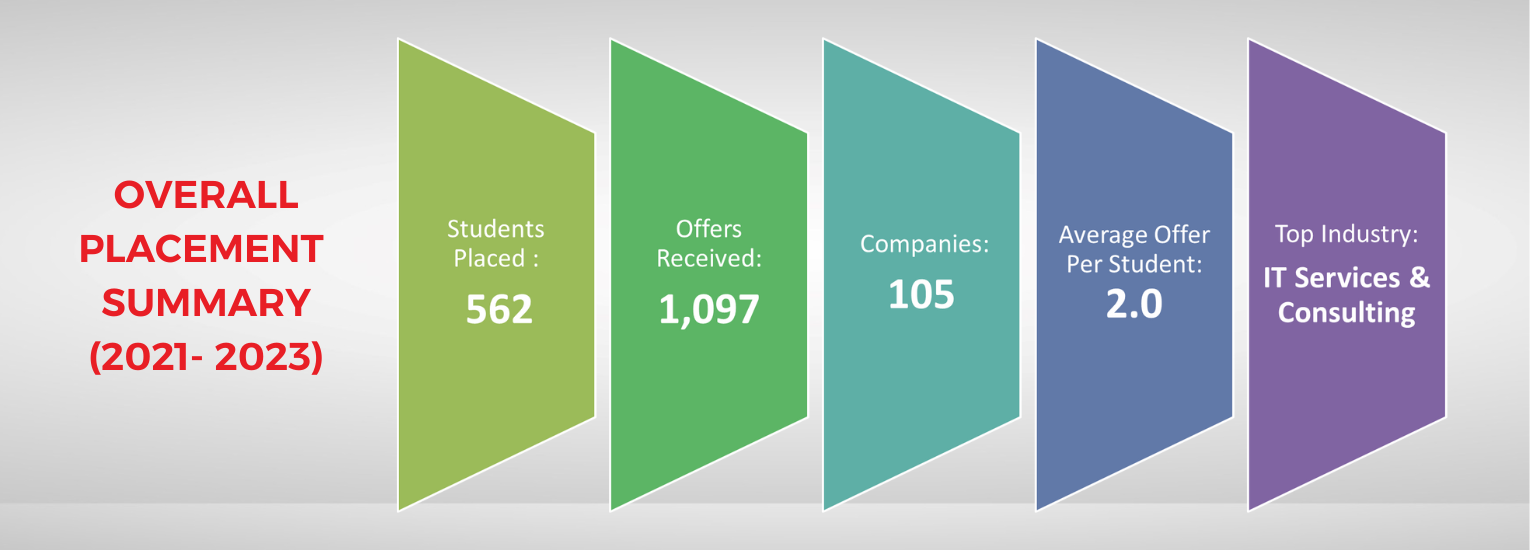 OVERALL
PLACEMENT
SUMMARY
(2021- 2023)
Students
Placed :
562
Offers
Received:
1,097
Companies:
105
Average Offer
Per Student:
2.0
Top Industry:
IT Services &
Consulting